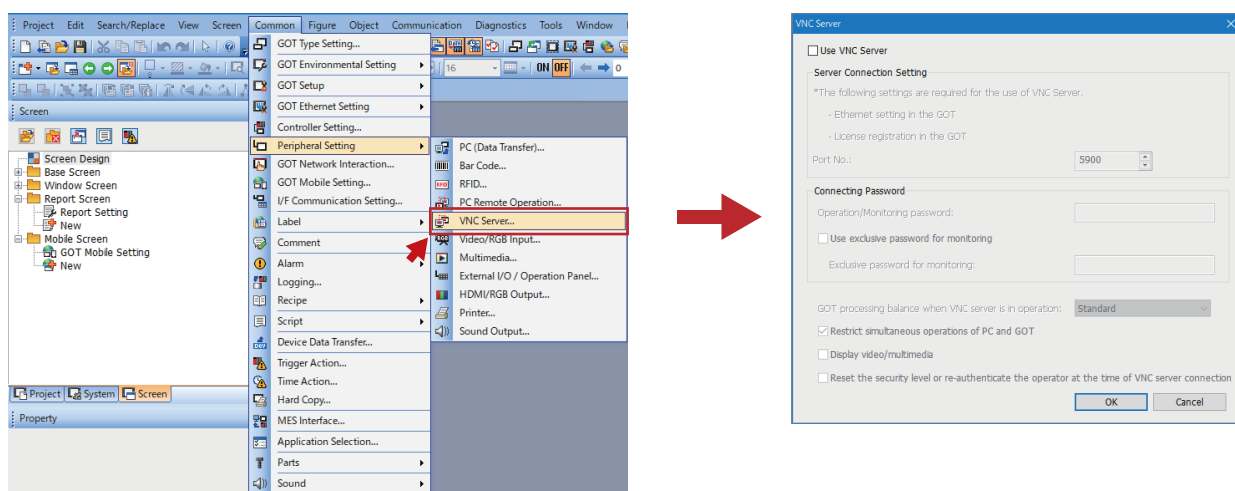 Project Edit Search/Replace View Screen Common Figure Object Communication Diagnostics Tools Window
16
ON OFF
0
Screen
Screen Design
Base Screen
Window Screen
Report Screen
Report Setting
New
Mobile Screen
GOT Mobile Setting
New
Project System Screen
Property
GOT Type Setting...
GOT Environmental Setting
GOT Setup
GOT Ethernet Setting
Controller Setting...
Peripheral Setting
GOT Network Interaction...
GOT Mobile Setting...
I/F Communication Setting...
Label
Comment
Alarm
Logging...
Recipe
Script
Device Data Transfer...
Trigger Action...
Time Action...
Hard Copy...
MES Interface...
Application Selection...
Parts
Sound
PC (Data Transfer)...
Bar Code...
RFID...
PC Remote Operation...
VNC Server...
Video/RGB Input...
Multimedia...
External I/O / Operation Panel...
HDMI/RGB Output...
Printer...
Sound Output...
VNC Server
Use VNC Server
Server Connection Setting
*The following settings are required for the use of VNC Server.
- Ethernet setting in the GOT
- License registration in the GOT
Port No.: 5900
Connecting Password
Operation/Monitoring password:
Use exclusive password for monitoring
Exclusive password for monitoring:
GOT processing balance when VNC server is in operation: Standard
Restrict simultaneous operations of PC and GOT
Display video/multimedia
Reset the security level or re-authenticate the operator at the time of VNC server connection
OK Cancel